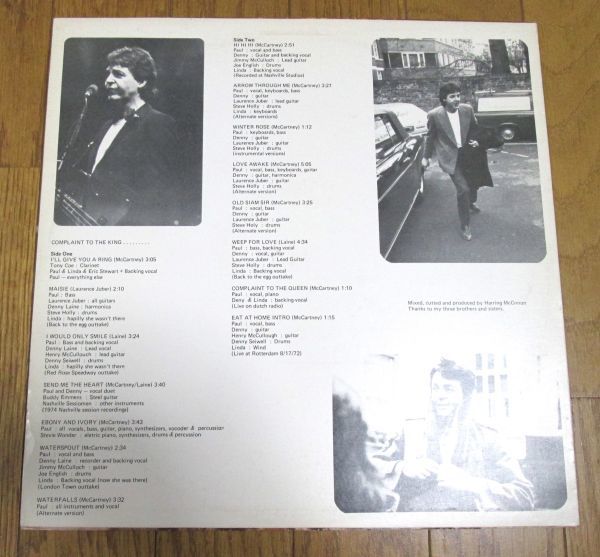 COMPLAINT TO THE KING . . . . . . . . .
Side One
I'LL GIVE YOU A RING (McCartney) 3:05
Tony Coe : Clarinet
Paul & Linda & Eric Stewart + Backing vocal
Paul — everything else
MAISIE (Laurence Juber) 2:10
Paul : Bass
Laurence Juber : all guitars
Denny Laine : harmonica
Steve Holly : drums
Linda : hapilly she wasn't there
(Back to the egg outtake)
I WOULD ONLY SMILE (Laine) 3:24
Paul : Bass and backing vocal
Denny Laine : Lead vocal
Henry McCullouch : lead guitar
Denny Seiwell : drums
Linda : hapilly she wasn't there
(Red Rose Speedway outtake)
SEND ME THE HEART (McCartney/Laine) 3:40
Paul and Denny — vocal duet
Buddy Emmens : Steel guitar
Nashville Sessionmen : other instruments
(1974 Nashville session recordings)
EBONY AND IVORY (McCartney) 3:43
Paul : all vocals, bass, guitar, piano, synthesizers, vocoder & percussion
Stevie Wonder : eletric piano, synthesizers, drums & percussion
WATERSPOUT (McCartney) 2:34
Paul : vocal and bass
Denny Laine : recorder and backing vocal
Jimmy McCulloch : guitar
Joe English : drums
Linda : Backing vocal (now she was there)
(London Town outtake)
WATERFALLS (McCartney) 3:32
Paul : all instruments and vocal
(Alternate version)
Side Two
HI HI HI (McCartney) 2:51
Paul : vocal and bass
Denny : Guitar and backing vocal
Jimmy McCulloch : Lead guitar
Joe English : Drums
Linda : Backing vocal
(Recorded at Nashville Studios)
ARROW THROUGH ME (McCartney) 3:21
Paul : vocal, keyboards, bass
Denny : guitar
Laurence Juber : lead guitar
Steve Holly : drums
Linda : keyboards
(Alternate version)
WINTER ROSE (McCartney) 1:12
Paul : keyboards, bass
Denny : guitar
Laurence Juber : guitar
Steve Holly : drums
(instrumental versions)
LOVE AWAKE (McCartney) 5:05
Paul : vocal, bass, keyboards, guitar
Denny : guitar, harmonica
Laurence Juber : guitar
Steve Holly : drums
(Alternate version)
OLD SIAM SIR (McCartney) 3:25
Paul : vocal, bass
Denny : guitar
Laurence Juber : guitar
Steve Holly : drums
(Alternate version)
WEEP FOR LOVE (Laine) 4:34
Paul : bass, backing vocal
Denny : vocal, guitar
Laurence Juber : Lead Guitar
Steve Holly : drums
Linda : Backing vocal
(Back to the egg outtake)
COMPLAINT TO THE QUEEN (McCartney) 1:10
Paul : vocal, piano
Deny & Linda : backing vocal
(Live on dutch radio)
EAT AT HOME INTRO (McCartney) 1:15
Paul : vocal, bass
Denny : guitar
Henry McCullough : guitar
Denny Seiwell : drums
Linda : Wind
(Live at Rotterdam 8/17/72)
Mixed, cutted and produced by Herring McCinnon
Thanks to my three brothers and sisters.